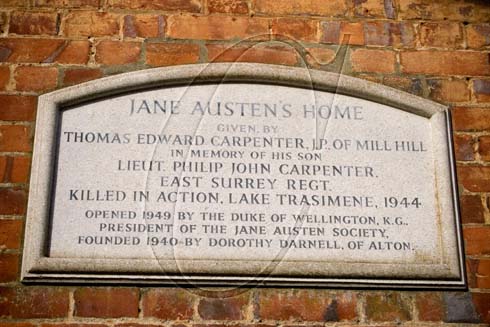 JANE AUSTEN'S HOME
GIVEN BY
THOMAS EDWARD CARPENTER, J.P. OF MILL HILL
IN MEMORY OF HIS SON
LIEUT. PHILIP JOHN CARPENTER,
EAST SURREY REGT.
KILLED IN ACTION, LAKE TRASIMENE, 1944
OPENED 1949 BY THE DUKE OF WELLINGTON, K.G.,
PRESIDENT OF THE JANE AUSTEN SOCIETY,
FOUNDED 1940 BY DOROTHY DARNELL, OF ALTON.